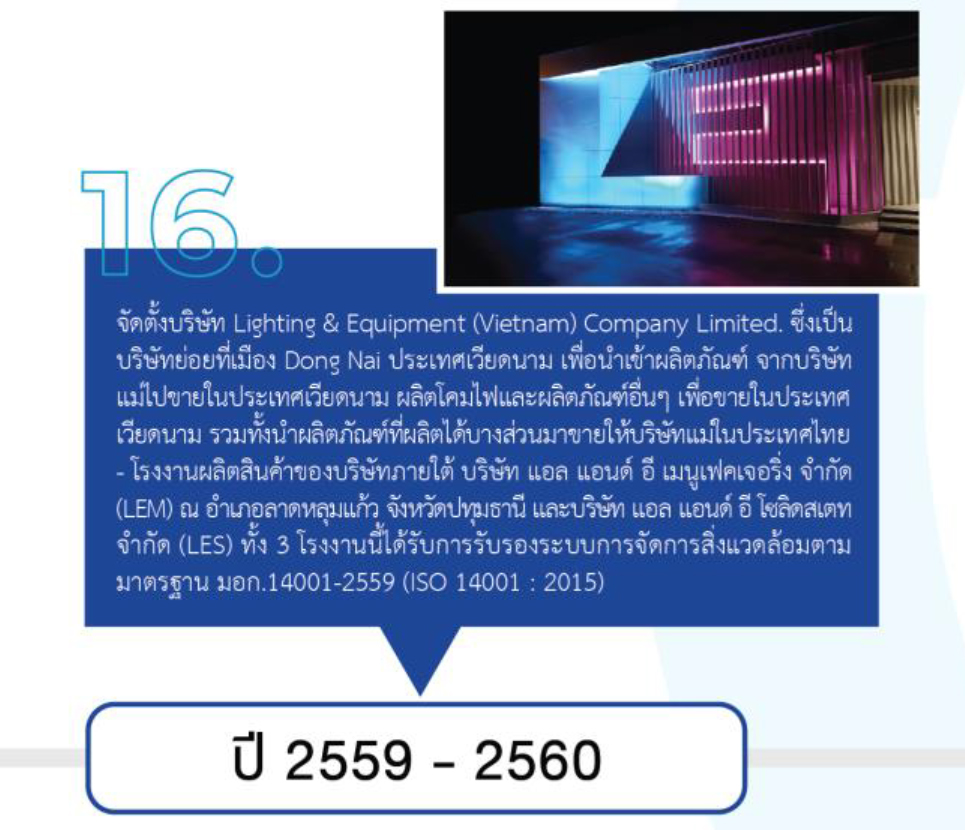 16.
จัดตั้งบริษัท Lighting & Equipment (Vietnam) Company Limited. ซึ่งเป็น
บริษัทย่อยที่เมือง Dong Nai ประเทศเวียดนาม เพื่อนำเข้าผลิตภัณฑ์ จากบริษัท
แม่ไปขายในประเทศเวียดนาม ผลิตโคมไฟและผลิตภัณฑ์อื่นๆ เพื่อขายในประเทศ
เวียดนาม รวมทั้งนำผลิตภัณฑ์ที่ผลิตได้บางส่วนมาขายให้บริษัทแม่ในประเทศไทย
- โรงงานผลิตสินค้าของบริษัทภายใต้ บริษัท แอล แอนด์ อี เมนูเฟคเจอริ่ง จำกัด
(LEM) ณ อำเภอลาดหลุมแก้ว จังหวัดปทุมธานี และบริษัท แอล แอนด์ อี โซลิดสเตท
จำกัด (LES) ทั้ง 3 โรงงานนี้ได้รับการรับรองระบบการจัดการสิ่งแวดล้อมตาม
มาตรฐาน มอก.14001-2559 (ISO 14001 : 2015)
ปี 2559 - 2560